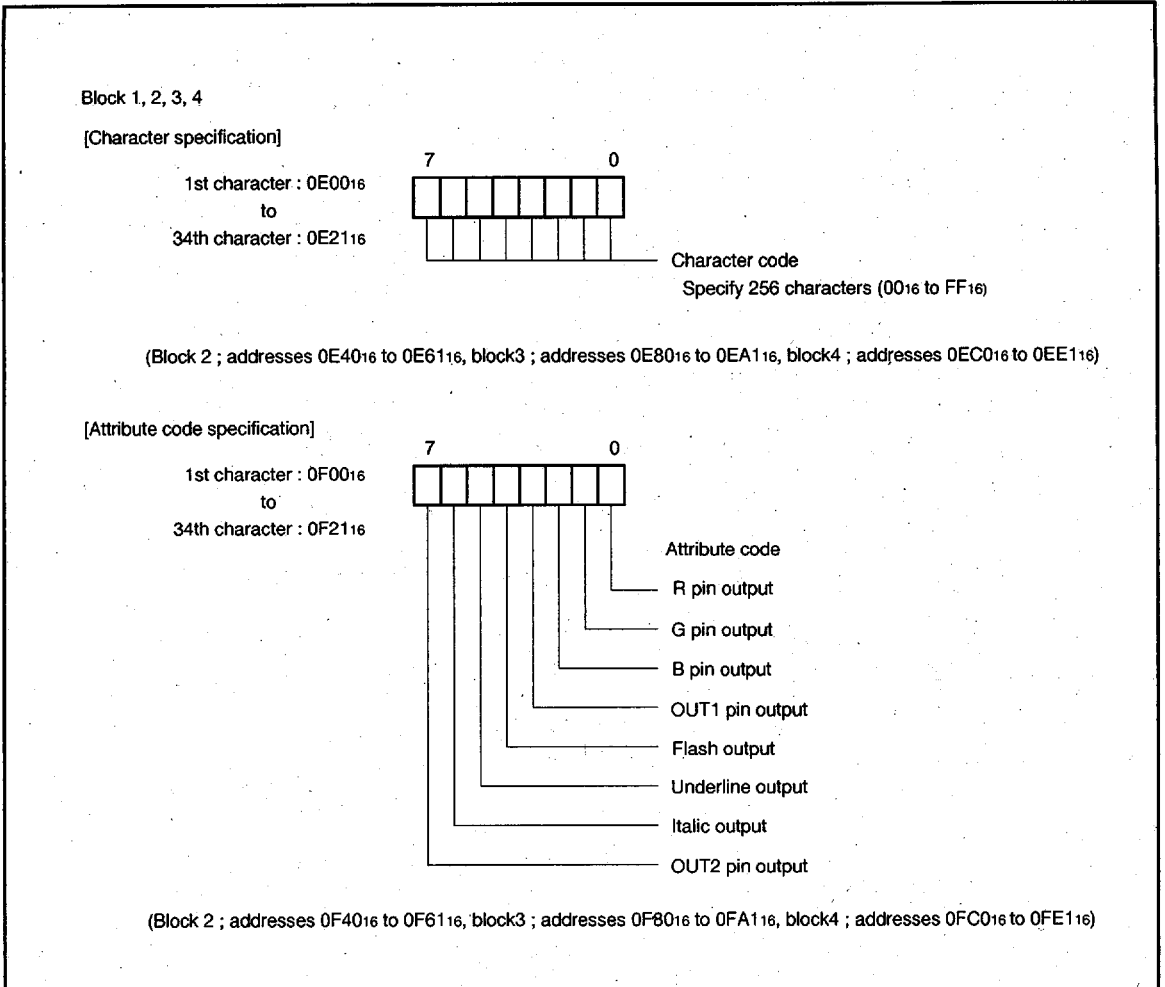 Block 1, 2, 3, 4
[Character specification]
7 0
1st character : 0E0016
to
34th character : 0E2116
Character code
Specify 256 characters (0016 to FF16)
(Block 2 ; addresses 0E4016 to 0E6116, block3 ; addresses 0E8016 to 0EA116, block4 ; addresses 0EC016 to 0EE116)
[Attribute code specification]
7 0
1st character : 0F0016
to
34th character : 0F2116
Attribute code
R pin output
G pin output
B pin output
OUT1 pin output
Flash output
Underline output
Italic output
OUT2 pin output
(Block 2 ; addresses 0F4016 to 0F6116, block3 ; addresses 0F8016 to 0FA116, block4 ; addresses 0FC016 to 0FE116)